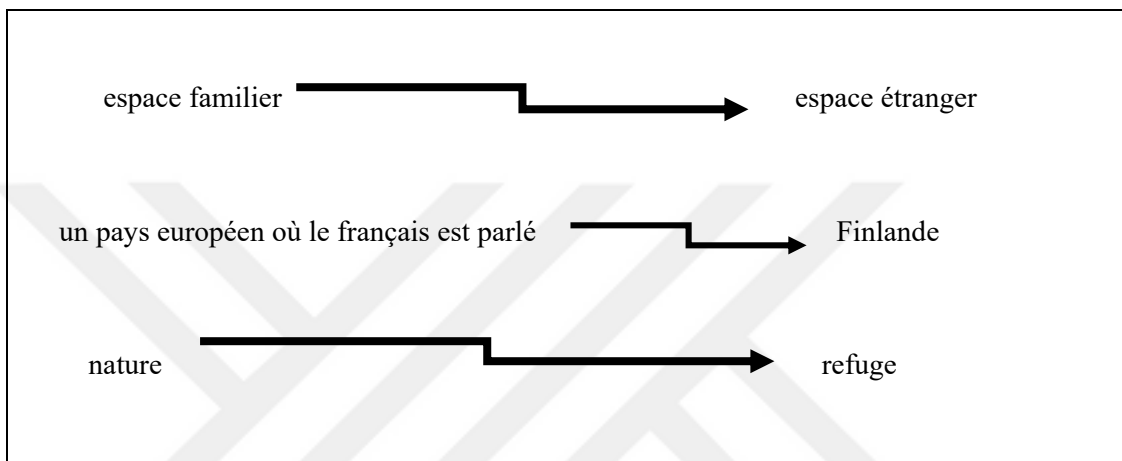 espace familier espace étranger
un pays européen où le français est parlé Finlande
nature refuge